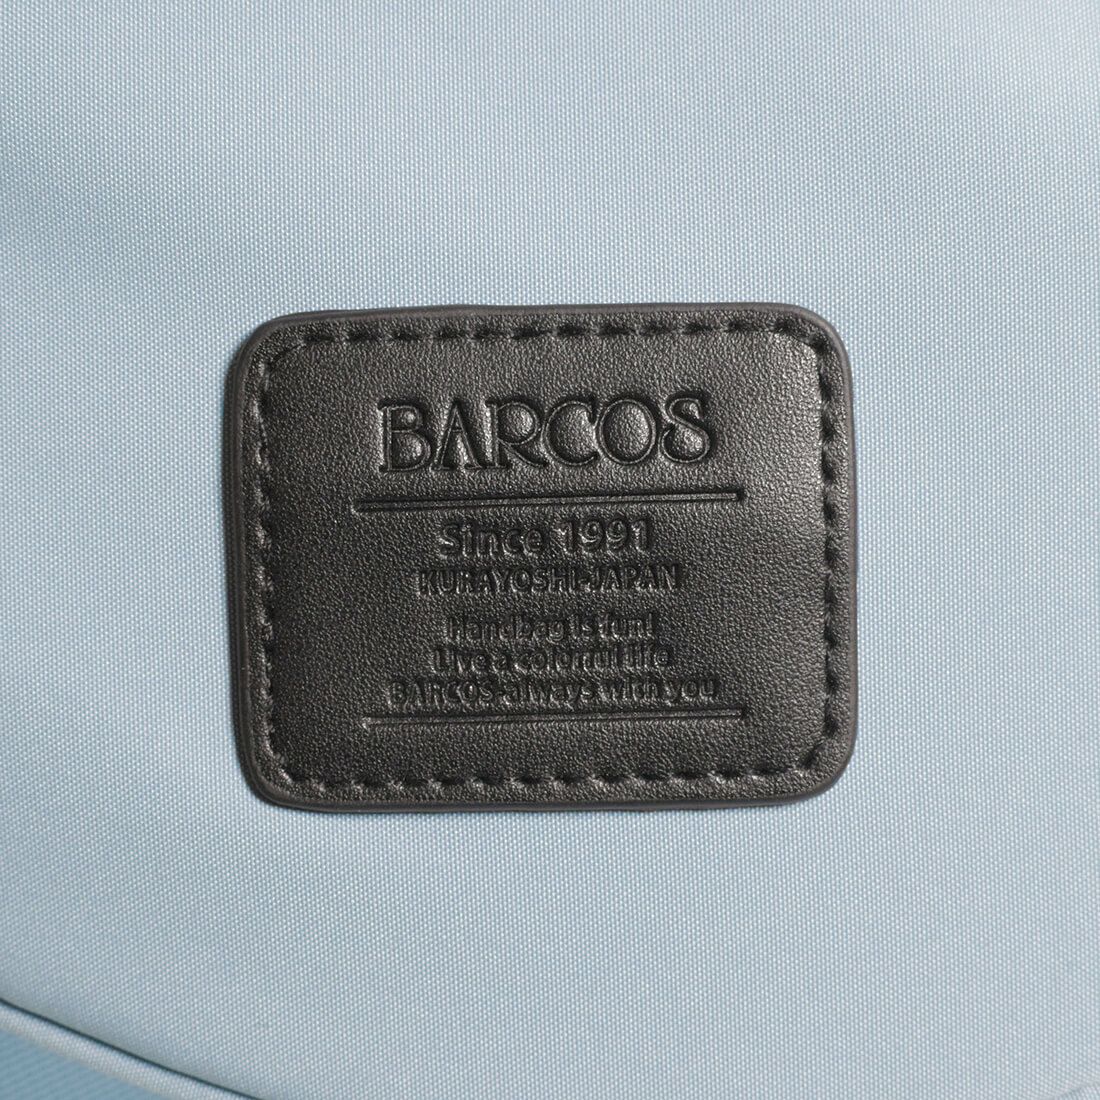 BARCOS
Since 1991
KURAYOSHI-JAPAN
Handbag is fun!
Live a colorful life
BARCOS-always with you